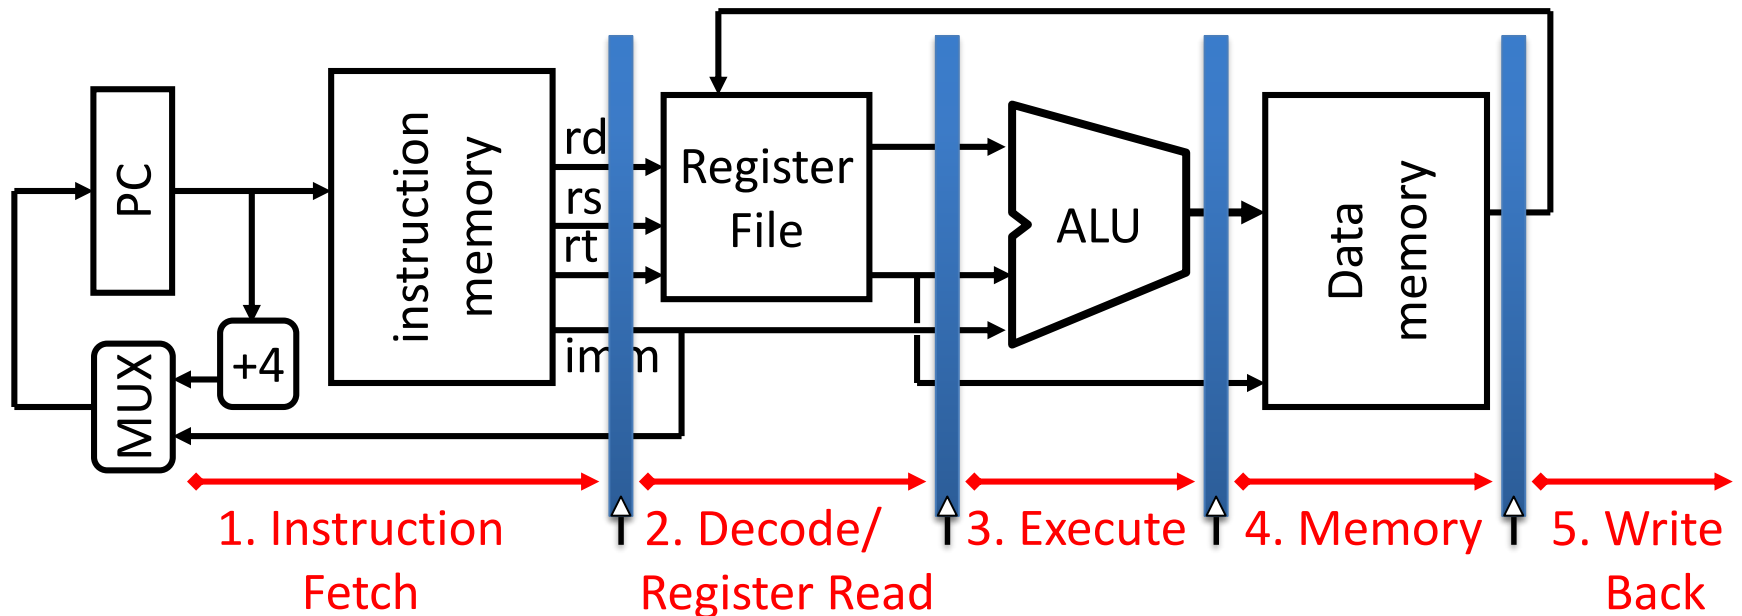 PC
+4
MUX
instruction
memory
rd
rs
rt
imm
Register
File
ALU
Data
memory
1. Instruction
Fetch
2. Decode/
Register Read
3. Execute
4. Memory
5. Write
Back